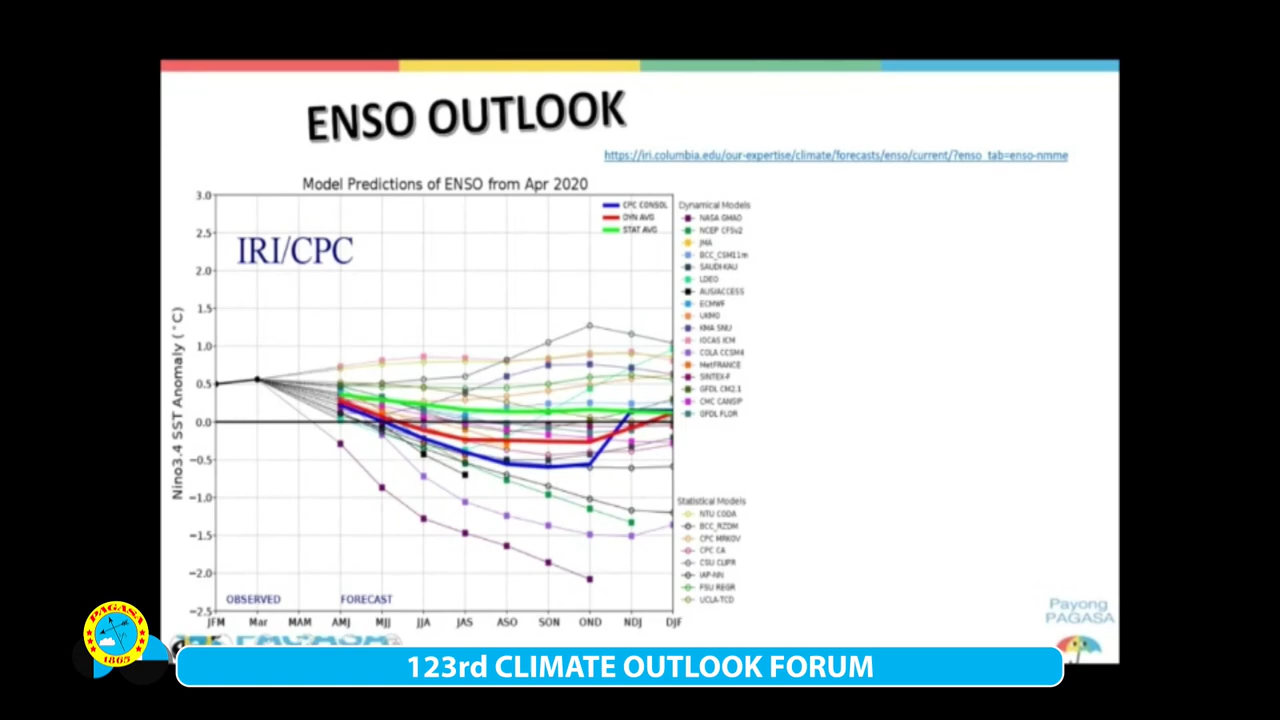 ENSO OUTLOOK
https://iri.columbia.edu/our-expertise/climate/forecasts/enso/current/?enso_tab=enso-nmme
Model Predictions of ENSO from Apr 2020
IRI/CPC
Nino3.4 SST Anomaly (°C)
3.0
2.5
2.0
1.5
1.0
0.5
0.0
−0.5
−1.0
−1.5
−2.0
−2.5
CPC CONSOL
DYN AVG
STAT AVG
OBSERVED
FORECAST
JFM Mar AMJ MJJ JJA JAS ASO SON OND NDJ DJF
Dynamical Models
NASA GMAO
NCEP CFSv2
JMA
BCC_CSM11m
SAUDI-KAU
LDEO
AUS/ACCESS
ECMWF
UKMO
KMA SNU
IOCAS ICM
COLA CCSM4
MetFRANCE
SINTEX-F
GFDL CM2.1
CMC CANSIP
GFDL FLOR
Statistical Models
NTU CODA
BCC_RZDM
CPC MRKOV
CPC CA
CSU CLIPR
IAP-NN
FSU REGR
UCLA-TCD
Payong
PAGASA
PAGASA
1865
PAGASA
123rd CLIMATE OUTLOOK FORUM